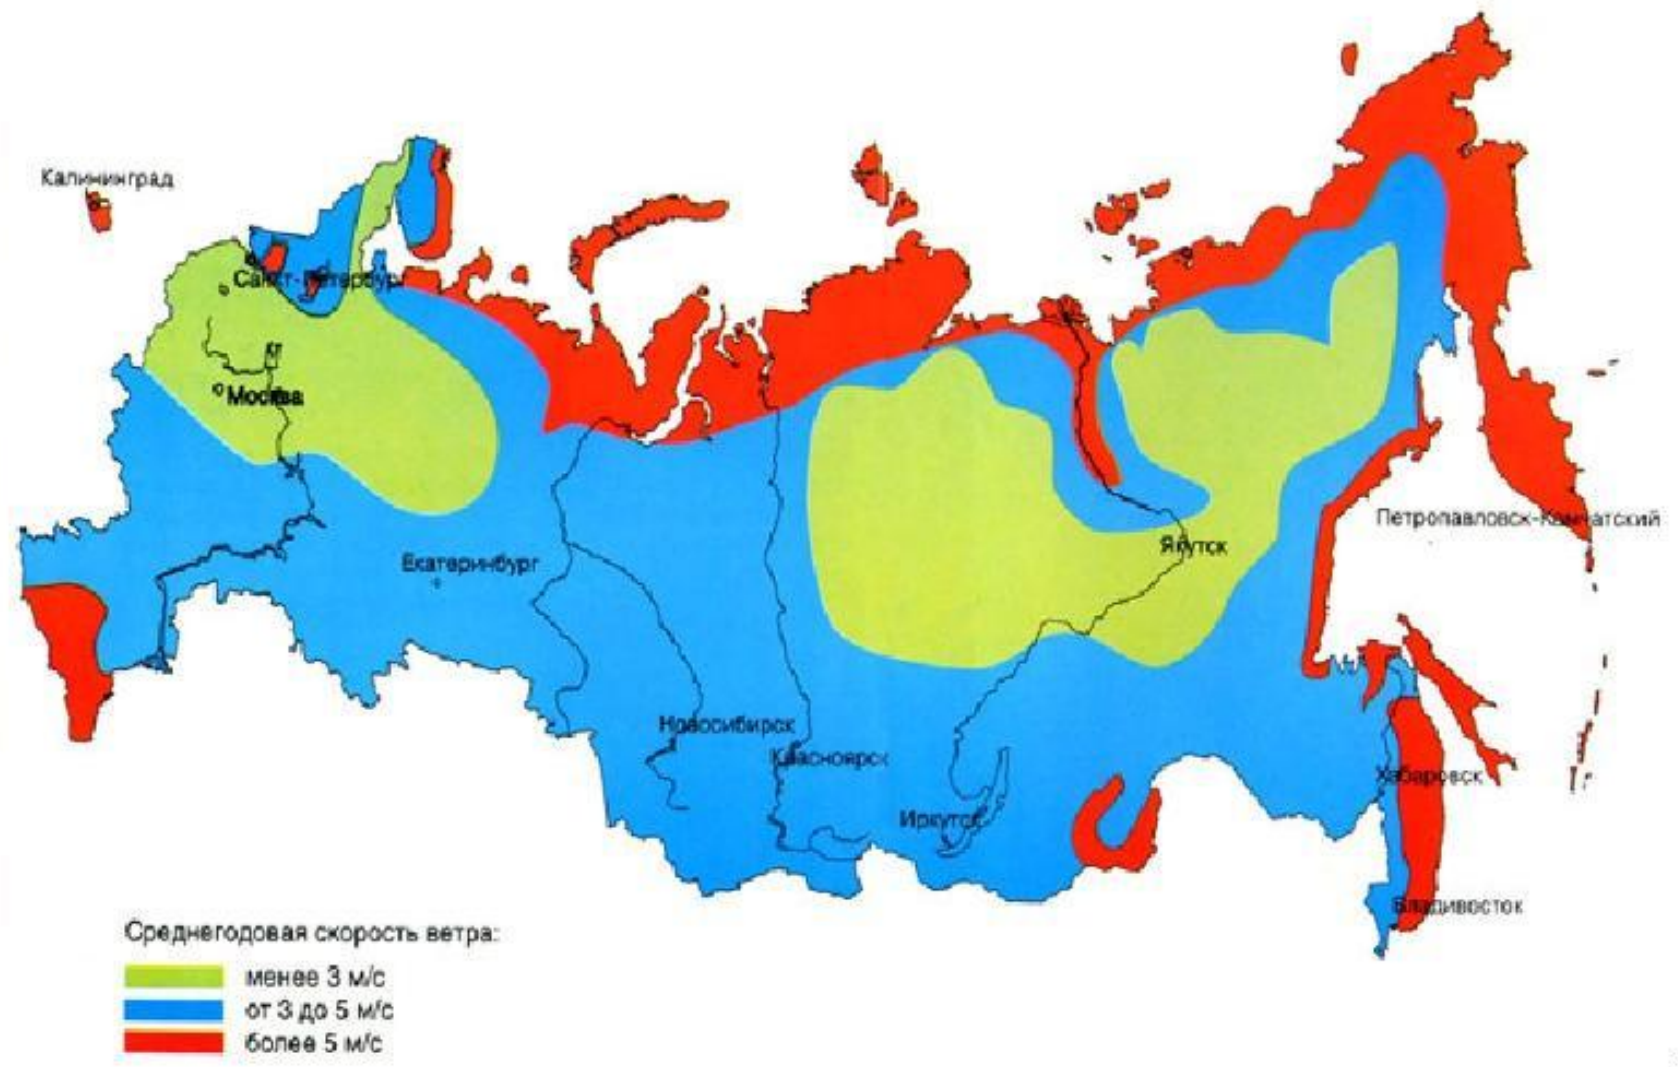 Калининград
Санкт-Петербург
Москва
Петропавловск-Камчатский
Якутск
Екатеринбург
Новосибирск
Красноярск
Хабаровск
Иркутск
Владивосток
Среднегодовая скорость ветра:
менее 3 м/с
от 3 до 5 м/с
более 5 м/с